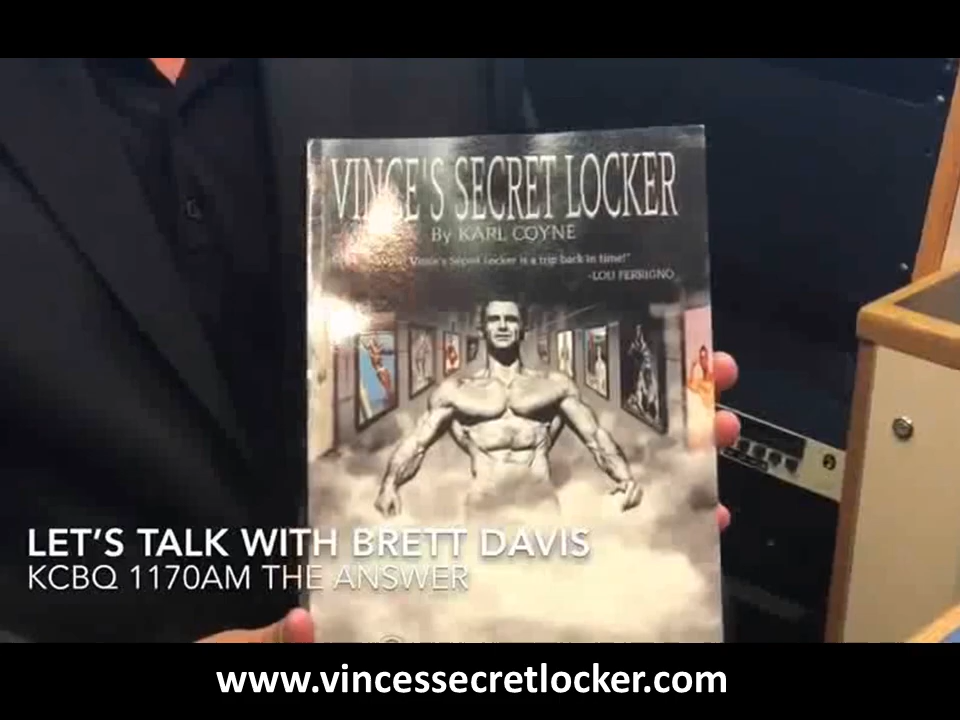 VINCE'S SECRET LOCKER
By KARL COYNE
Vince's Secret Locker is a trip back in time!"
-LOU FERRIGNO
LET'S TALK WITH BRETT DAVIS
KCBQ 1170AM THE ANSWER
www.vincessecretlocker.com